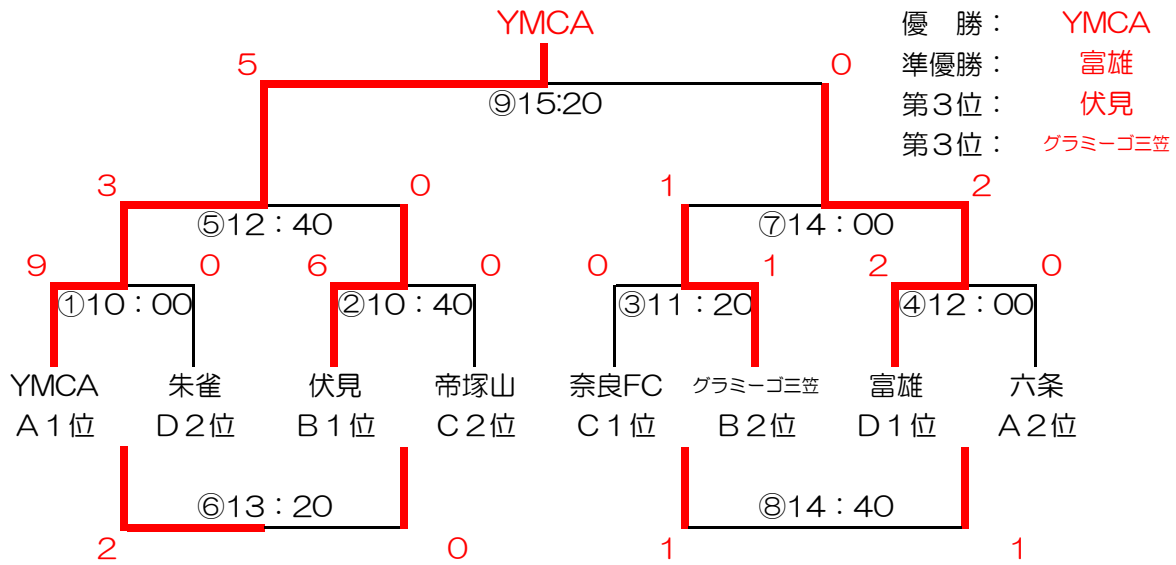 YMCA
優　勝： YMCA
準優勝： 富雄
第３位： 伏見
第３位： グラミーゴ三笠
5 0
⑨15:20
3 0 1 2
⑤12：40 ⑦14：00
9 0 6 0 0 1 2 0
①10：00 ②10：40 ③11：20 ④12：00
YMCA 朱雀 伏見 帝塚山 奈良FC グラミーゴ三笠 富雄 六条
A１位 D２位 B１位 C２位 C１位 B２位 D１位 A２位
⑥13：20 ⑧14：40
2 0 1 1